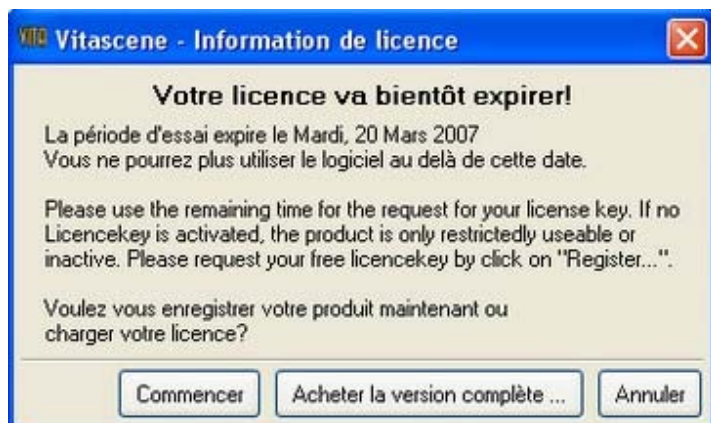 VITA Vitascene - Information de licence
Votre licence va bientôt expirer!
La période d'essai expire le Mardi, 20 Mars 2007
Vous ne pourrez plus utiliser le logiciel au delà de cette date.
Please use the remaining time for the request for your license key. If no
Licencekey is activated, the product is only restrictedly useable or
inactive. Please request your free licencekey by click on "Register...".
Voulez vous enregistrer votre produit maintenant ou
charger votre licence?
Commencer Acheter la version complète ... Annuler